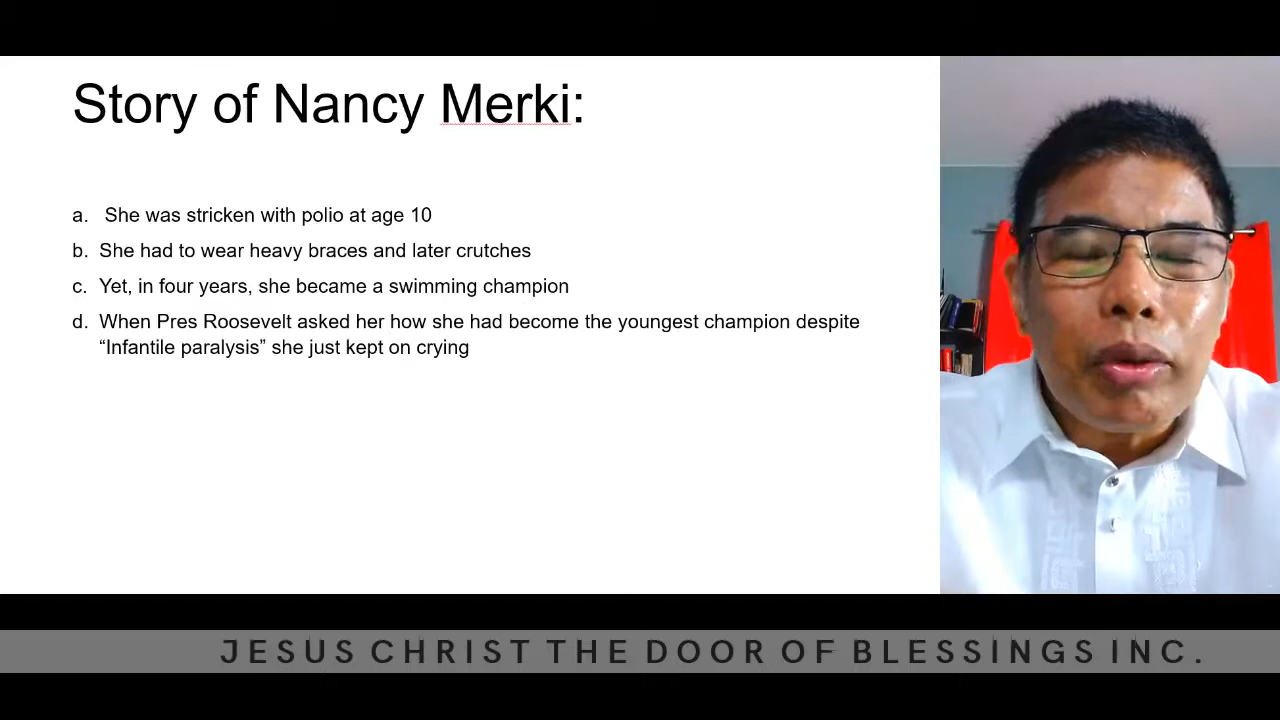 Story of Nancy Merki:
a. She was stricken with polio at age 10
b. She had to wear heavy braces and later crutches
c. Yet, in four years, she became a swimming champion
d. When Pres Roosevelt asked her how she had become the youngest champion despite
“Infantile paralysis” she just kept on crying
JESUS CHRIST THE DOOR OF BLESSINGS INC.